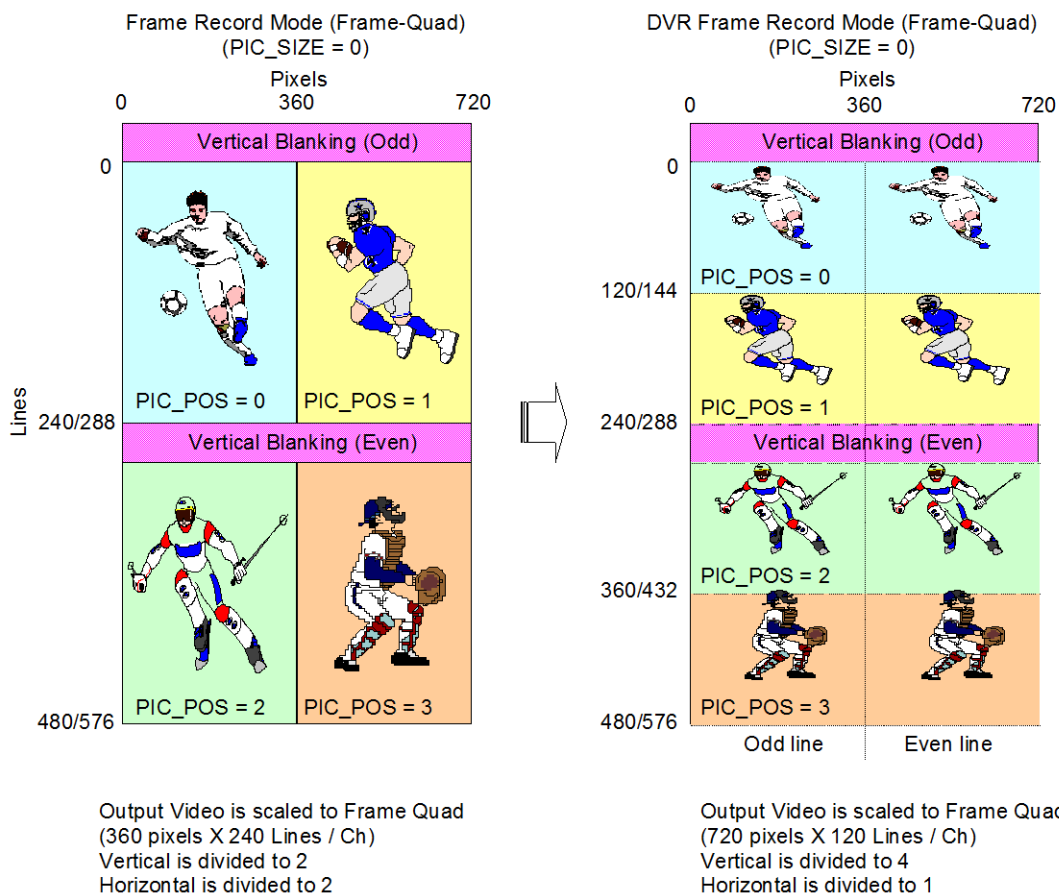 Frame Record Mode (Frame-Quad)
(PIC_SIZE = 0)
Pixels
0 360 720
Vertical Blanking (Odd)
0
PIC_POS = 0 PIC_POS = 1
Lines
240/288
Vertical Blanking (Even)
PIC_POS = 2 PIC_POS = 3
480/576
Output Video is scaled to Frame Quad
(360 pixels X 240 Lines / Ch)
Vertical is divided to 2
Horizontal is divided to 2
DVR Frame Record Mode (Frame-Quad)
(PIC_SIZE = 0)
Pixels
0 360 720
Vertical Blanking (Odd)
0
PIC_POS = 0
120/144
PIC_POS = 1
240/288
Vertical Blanking (Even)
PIC_POS = 2
360/432
PIC_POS = 3
480/576
Odd line Even line
Output Video is scaled to Frame Quad
(720 pixels X 120 Lines / Ch)
Vertical is divided to 4
Horizontal is divided to 1